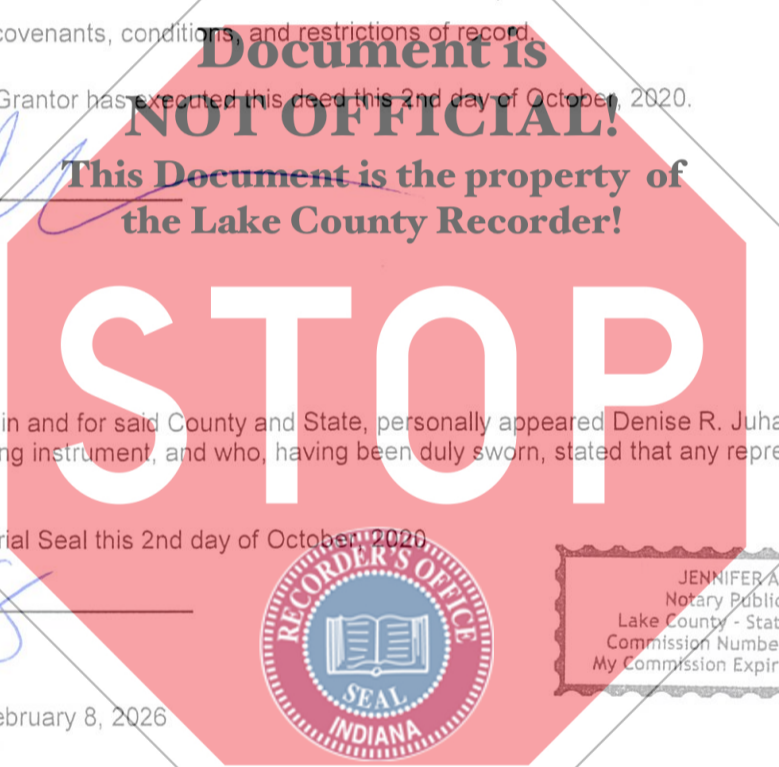 covenants, conditions, and restrictions of record.
Document is
Grantor has executed this deed this 2nd day of October, 2020.
NOT OFFICIAL!
This Document is the property of
the Lake County Recorder!
STOP
in and for said County and State, personally appeared Denise R. Juha
ng instrument, and who, having been duly sworn, stated that any repre
rial Seal this 2nd day of October, 2020
RECORDER'S OFFICE
SEAL
INDIANA
JENNIFER A
Notary Public
Lake County - Stat
Commission Numbe
My Commission Expir
ebruary 8, 2026